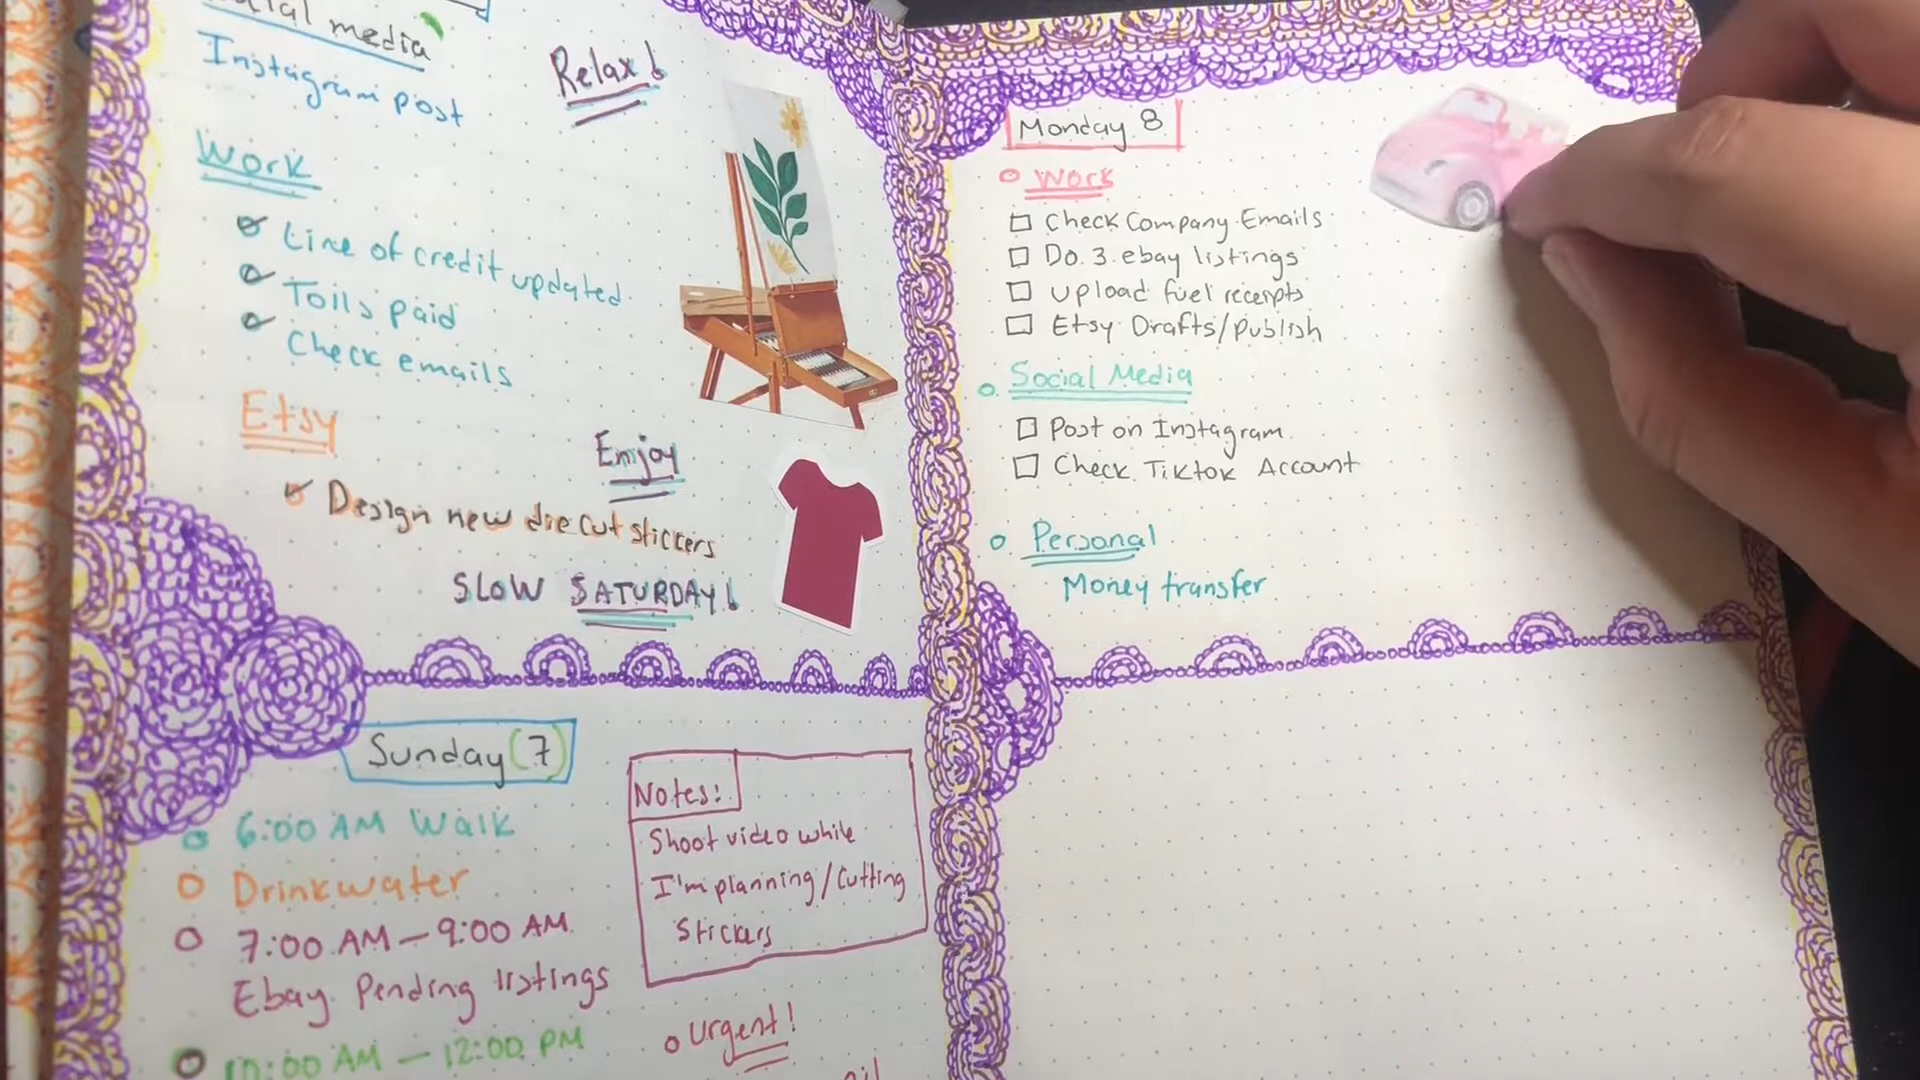 media
Instagram post
Relax!
Work
Line of credit updated
Tolls paid
Check emails
Etsy
Enjoy
Design new die cut stickers
SLOW SATURDAY!
Sunday (7)
6:00 AM Walk
Drink water
7:00 AM - 9:00 AM
Ebay Pending listings
10:00 AM - 12:00 PM
Notes!
Shoot video while
I'm planning/cutting
Stickers
Urgent!
Monday 8
Work
Check Company Emails
Do 3 ebay listings
Upload fuel receipts
Etsy Drafts/Publish
Social Media
Post on Instagram
Check Tiktok Account
Personal
Money transfer